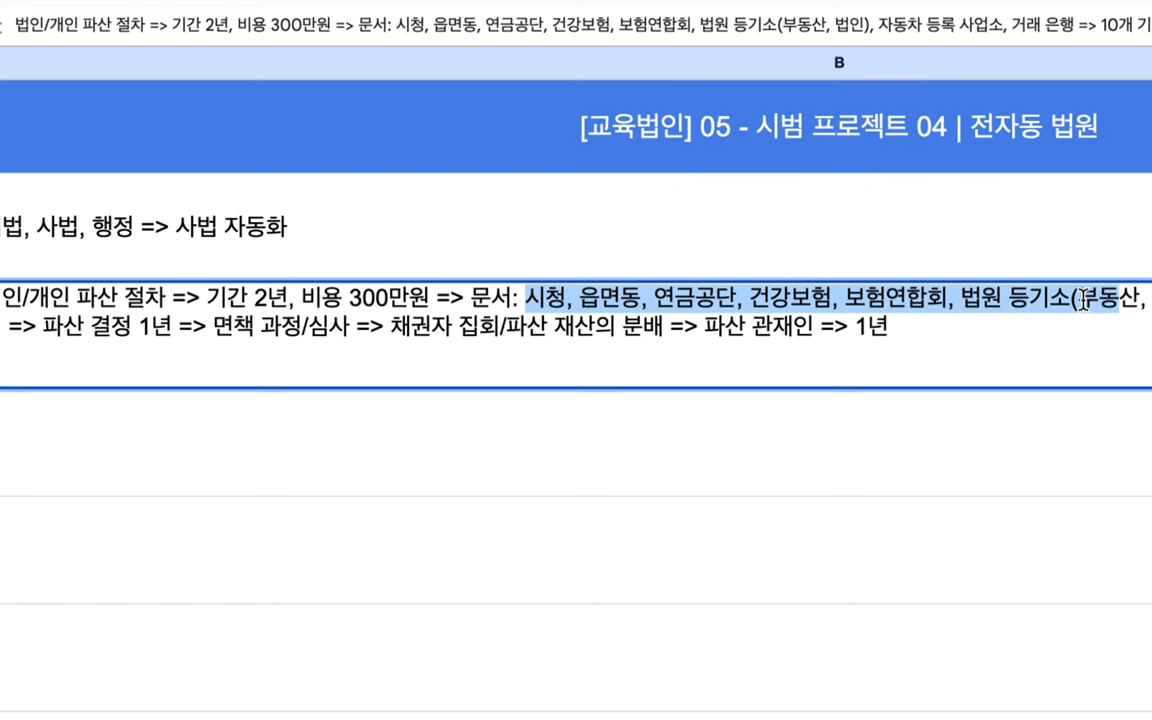 법인/개인 파산 절차 => 기간 2년, 비용 300만원 => 문서: 시청, 읍면동, 연금공단, 건강보험, 보험연합회, 법원 등기소(부동산, 법인), 자동차 등록 사업소, 거래 은행 => 10개 기
B
[교육법인] 05 - 시범 프로젝트 04 | 전자동 법원
법, 사법, 행정 => 사법 자동화
인/개인 파산 절차 => 기간 2년, 비용 300만원 => 문서: 시청, 읍면동, 연금공단, 건강보험, 보험연합회, 법원 등기소(부동산,
=> 파산 결정 1년 => 면책 과정/심사 => 채권자 집회/파산 재산의 분배 => 파산 관재인 => 1년